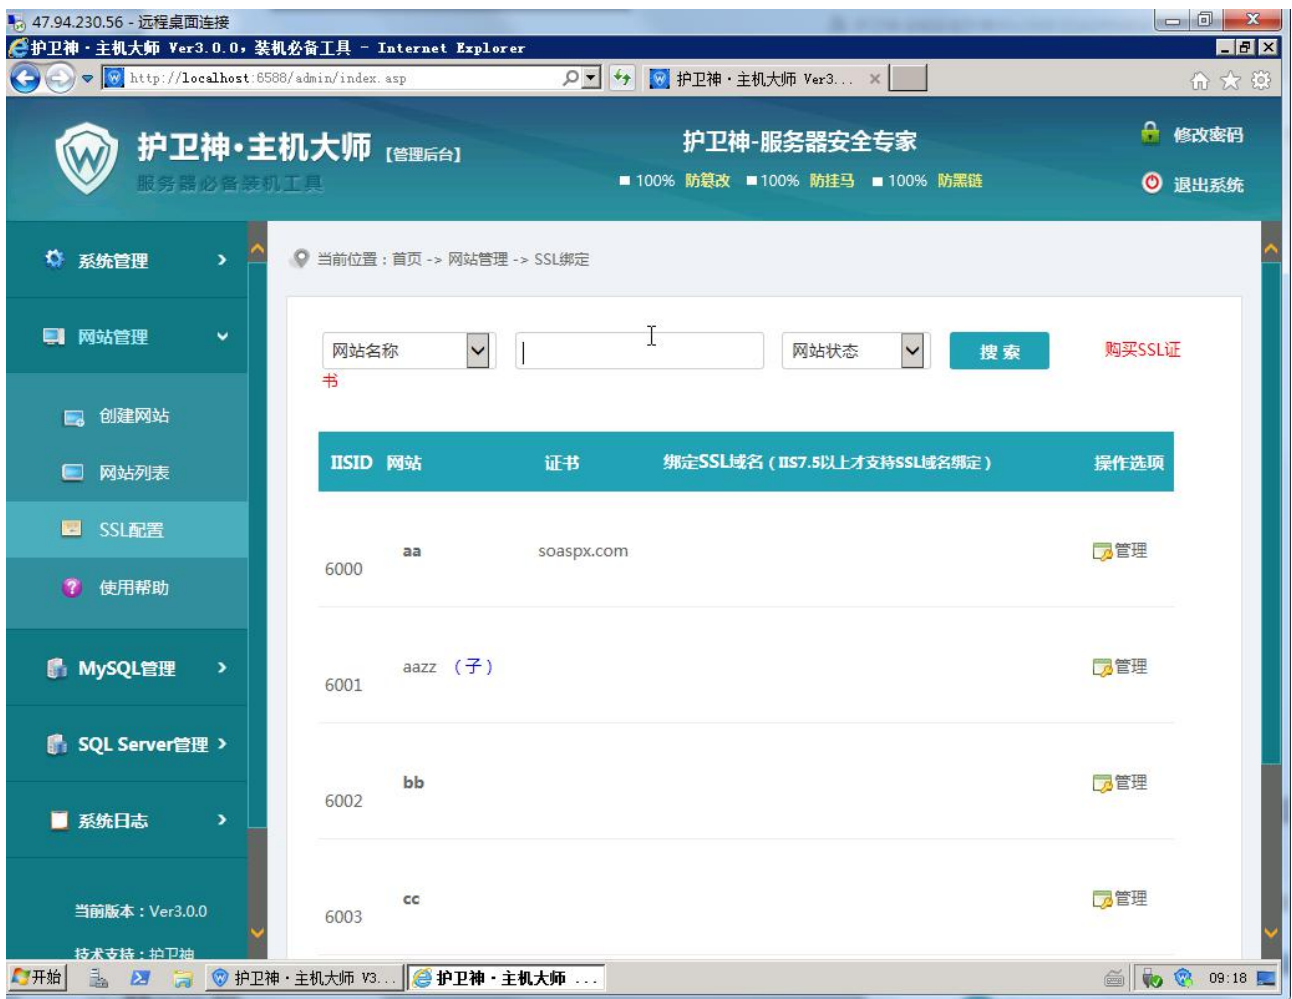 47.94.230.56 - 远程桌面连接
护卫神·主机大师 Ver3.0.0，装机必备工具 - Internet Explorer
http://localhost:6588/admin/index.asp
护卫神·主机大师 Ver3...
护卫神·主机大师 【管理后台】
服务器必备装机工具
护卫神-服务器安全专家
100% 防篡改 100% 防挂马 100% 防黑链
修改密码
退出系统
系统管理
网站管理
创建网站
网站列表
SSL配置
使用帮助
MySQL管理
SQL Server管理
系统日志
当前版本：Ver3.0.0
技术支持：护卫神
当前位置：首页 -> 网站管理 -> SSL绑定
网站名称 网站状态 搜 索 购买SSL证
书
IISID 网站 证书 绑定SSL域名（IIS7.5以上才支持SSL域名绑定） 操作选项
6000 aa soaspx.com 管理
6001 aazz （子） 管理
6002 bb 管理
6003 cc 管理
开始 护卫神·主机大师 V3... 护卫神·主机大师 ... 09:18